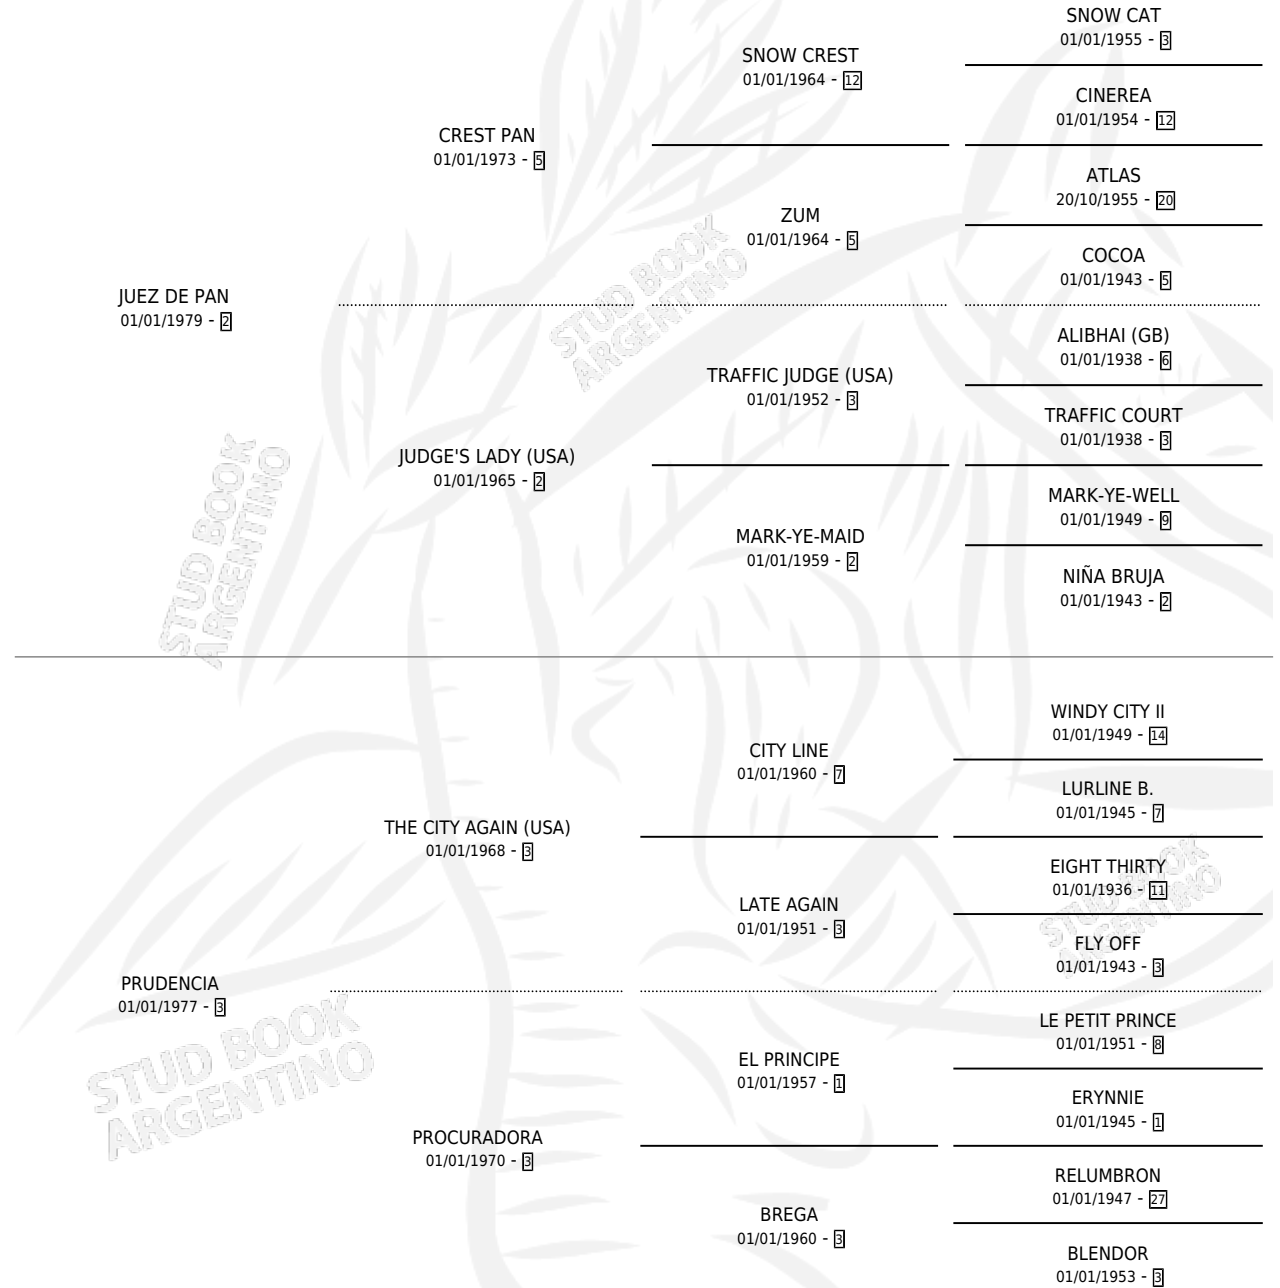 SNOW CAT
01/01/1955 - 3
SNOW CREST
01/01/1964 - 12
CINEREA
01/01/1954 - 12
CREST PAN
01/01/1973 - 5
ATLAS
20/10/1955 - 20
ZUM
01/01/1964 - 5
COCOA
01/01/1943 - 5
JUEZ DE PAN
01/01/1979 - 2
STUD BOOK
ARGENTINO
ALIBHAI (GB)
01/01/1938 - 6
TRAFFIC JUDGE (USA)
01/01/1952 - 3
TRAFFIC COURT
01/01/1938 - 3
JUDGE'S LADY (USA)
01/01/1965 - 2
MARK-YE-WELL
01/01/1949 - 9
MARK-YE-MAID
01/01/1959 - 2
NIÑA BRUJA
01/01/1943 - 2
STUD BOOK
ARGENTINO
WINDY CITY II
01/01/1949 - 14
CITY LINE
01/01/1960 - 7
LURLINE B.
01/01/1945 - 7
THE CITY AGAIN (USA)
01/01/1968 - 3
EIGHT THIRTY
01/01/1936 - 11
LATE AGAIN
01/01/1951 - 3
FLY OFF
01/01/1943 - 3
STUD BOOK
ARGENTINO
PRUDENCIA
01/01/1977 - 3
LE PETIT PRINCE
01/01/1951 - 8
EL PRINCIPE
01/01/1957 - 1
ERYNNIE
01/01/1945 - 1
STUD BOOK
ARGENTINO
PROCURADORA
01/01/1970 - 3
RELUMBRON
01/01/1947 - 27
BREGA
01/01/1960 - 3
BLENDOR
01/01/1953 - 3